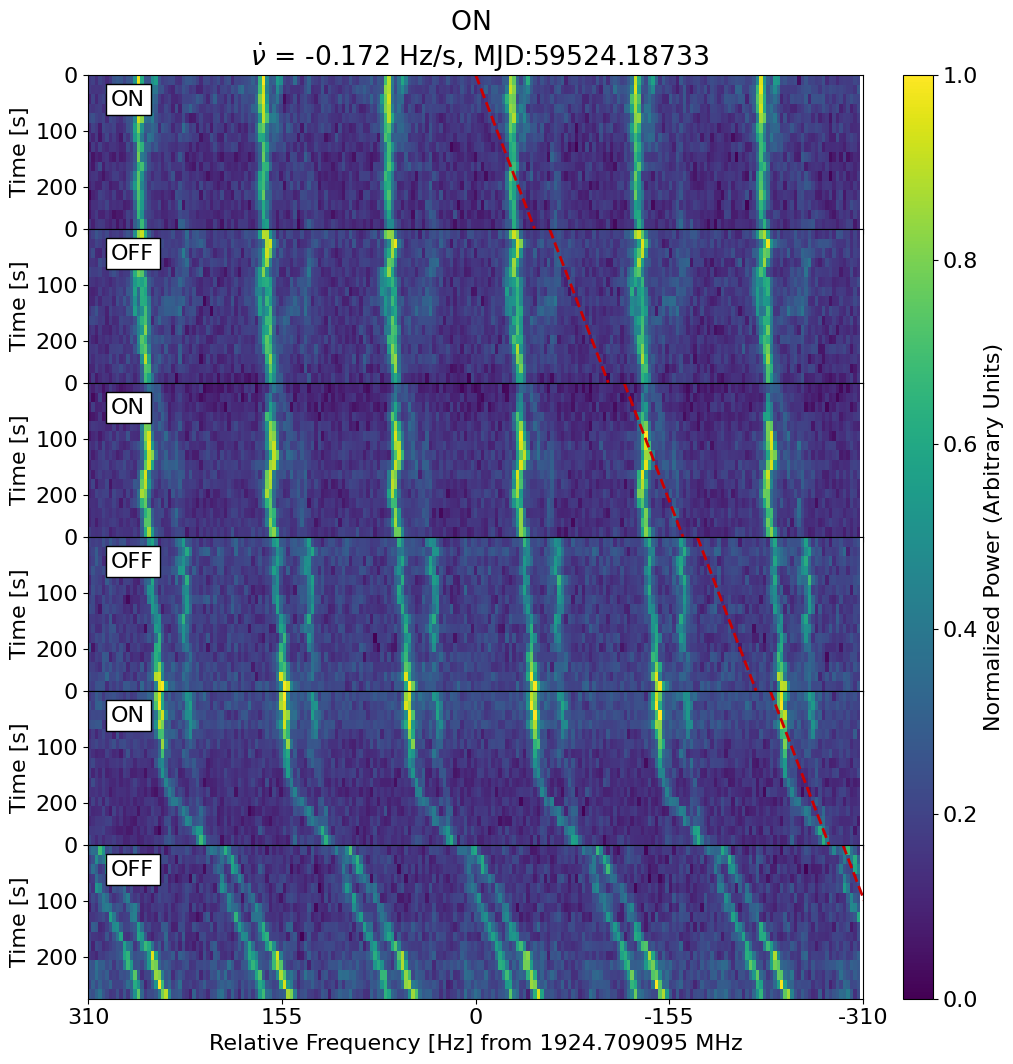 ON
ν̇ = -0.172 Hz/s, MJD:59524.18733
0
ON
100
200
Time [s]
0
OFF
100
200
Time [s]
0
ON
100
200
Time [s]
0
OFF
100
200
Time [s]
0
ON
100
200
Time [s]
0
OFF
100
200
Time [s]
310 155 0 -155 -310
Relative Frequency [Hz] from 1924.709095 MHz
1.0
0.8
0.6
0.4
0.2
0.0
Normalized Power (Arbitrary Units)